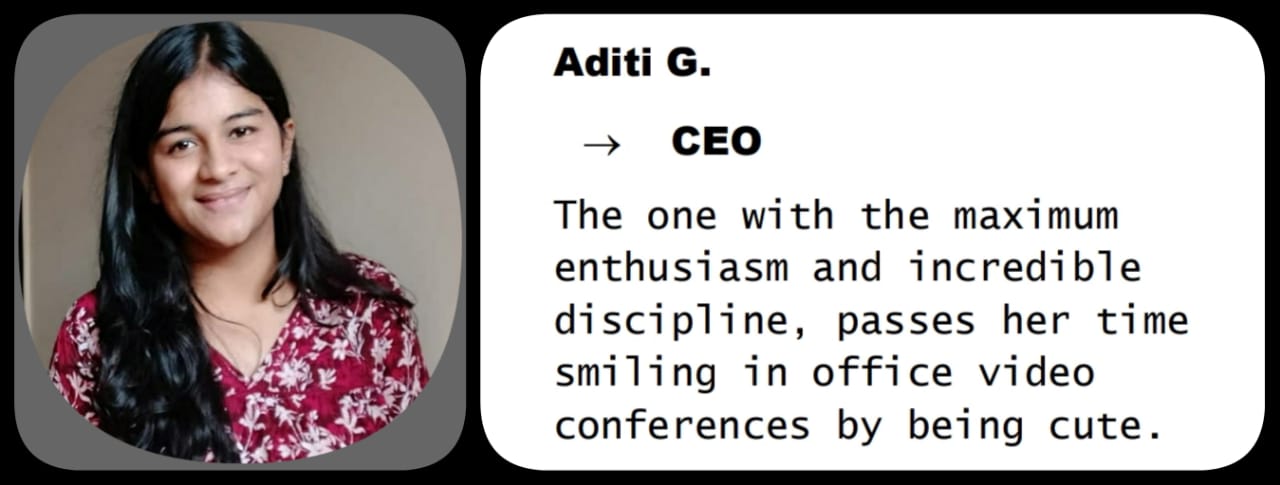 Aditi G.
→ CEO
The one with the maximum
enthusiasm and incredible
discipline, passes her time
smiling in office video
conferences by being cute.